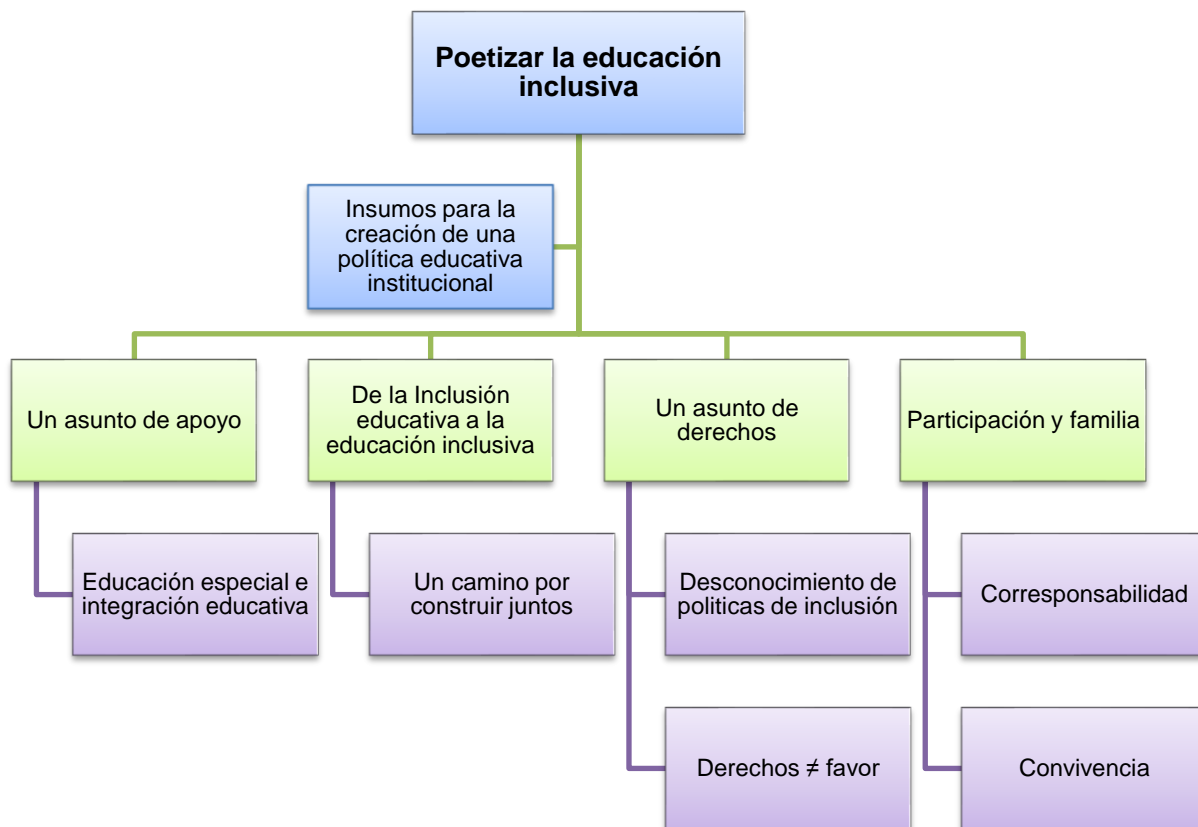 Poetizar la educación
inclusiva
Insumos para la
creación de una
política educativa
institucional
Un asunto de apoyo
De la Inclusión
educativa a la
educación inclusiva
Un asunto de
derechos
Participación y familia
Educación especial e
integración educativa
Un camino por
construir juntos
Desconocimiento de
politicas de inclusión
Corresponsabilidad
Derechos ≠ favor
Convivencia